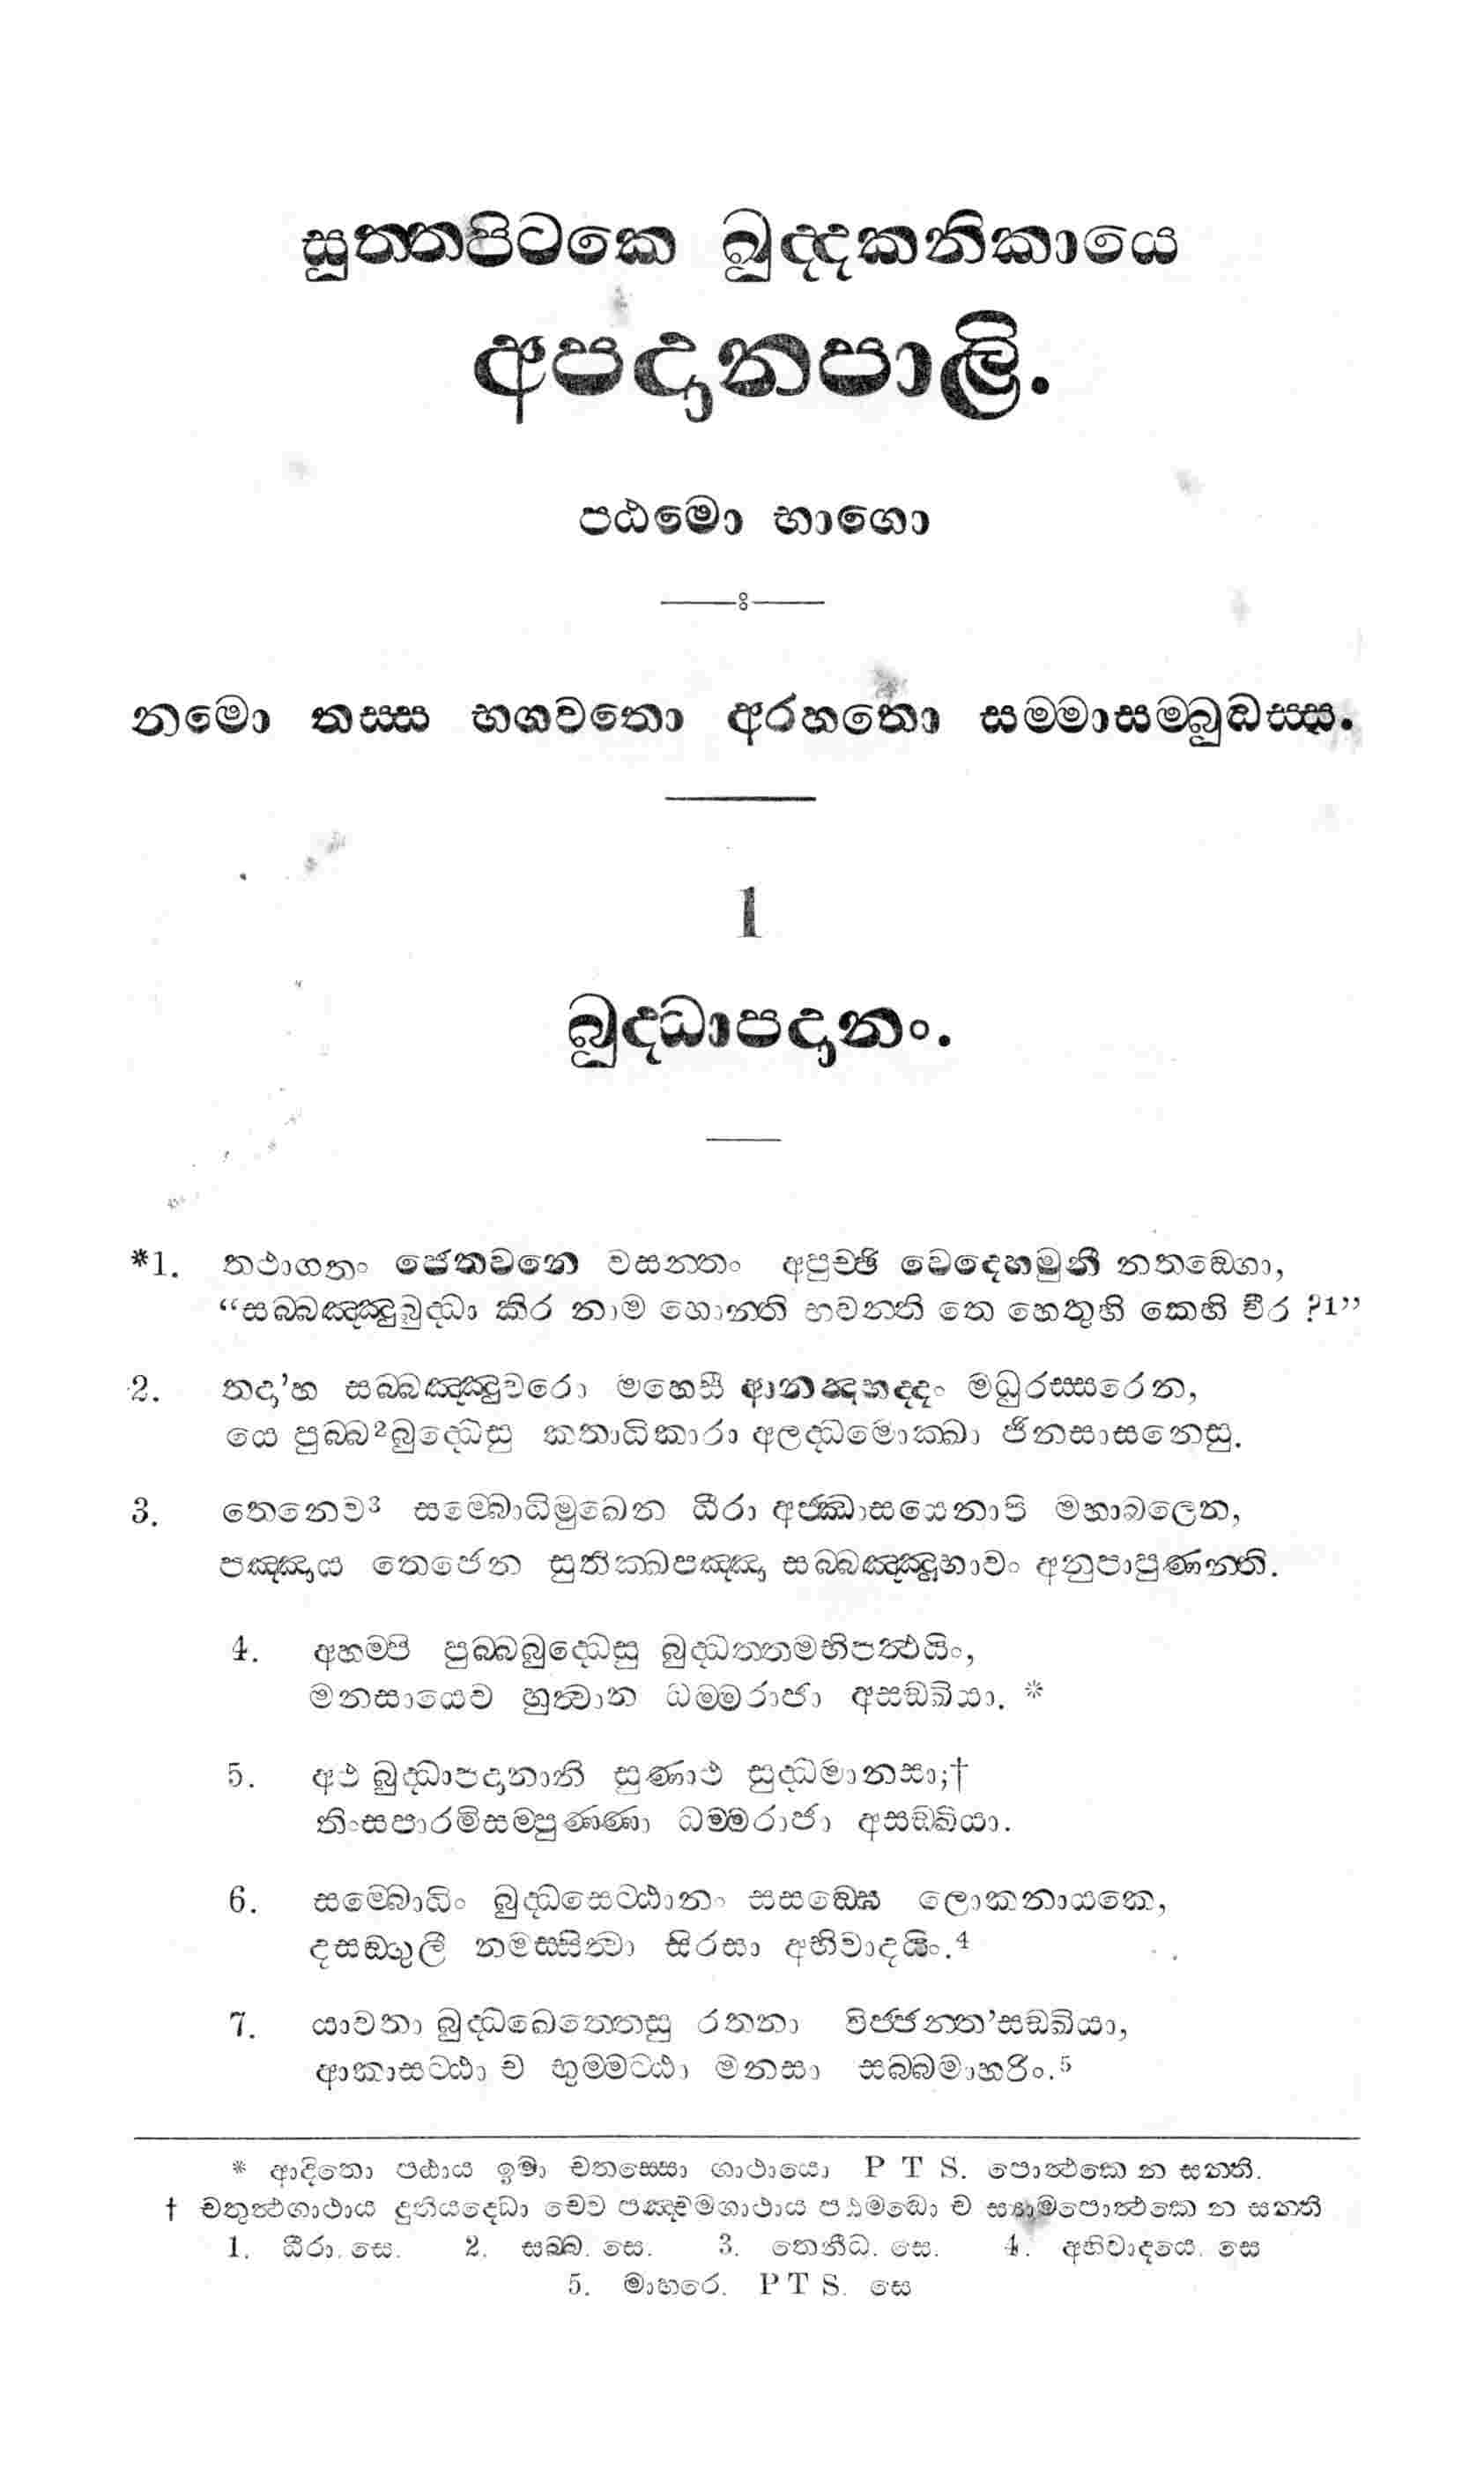 සුත්තපිටකෙ ඛුද්දකනිකායෙ
අපදානපාලි.
පඨමො භාගො
නමො තස්ස භගවතො අරහතො සම්මාසම්බුද්ධස්ස.
1
බුද්ධාපදානං.
*1. තථාගතං ජෙතවනෙ වසන්තං අපුච්ඡි වෙදෙහමුනී නතඞ්ගො,
“සබ්බඤ්ඤුබුද්ධා කිර නාම හොන්ති භවන්ති තෙ හෙතුභි කෙහි වීර ?1”
2. තදා'හ සබ්බඤ්ඤුවරො මහෙසී ආනන්දභද්දං මධුරස්සරෙන,
යෙ පුබ්බ2බුද්ධෙසු කතාධිකාරා අලද්ධමොක්ඛා ජිනසාසනෙසු.
3. තෙනෙව3 සම්බොධිමුඛෙන ධීරා අජ්ඣාසයෙනාපි මහාබලෙන,
පඤ්ඤාය තෙජෙන සුතික්ඛපඤ්ඤා සබ්බඤ්ඤුභාවං අනුපාපුණන්ති.
4. අහම්පි පුබ්බබුද්ධෙසු බුද්ධත්තමභිපත්ථයිං,
මනසායෙව හුත්වාන ධම්මරාජා අසඞ්ඛියා. *
5. අථ බුද්ධාපදානානි සුණාථ සුද්ධමානසා;†
තිංසපාරමිසම්පුණ්ණා ධම්මරාජා අසඞ්ඛියා.
6. සම්බොධිං බුද්ධසෙට්ඨානං සසඞ්ඝෙ ලොකනායකෙ,
දසඞ්ගුලී නමස්සිත්වා සිරසා අභිවාදයිං.4
7. යාවතා බුද්ධඛෙත්තෙසු රතනා විජ්ජන්ත'සඞ්ඛියා,
ආකාසට්ඨා ච භුම්මට්ඨා මනසා සබ්බමාහරිං.5
* ආදිතො පඨාය ඉමා චතස්සො ගාථායො P T S. පොත්ථකෙ න සන්ති.
† චතුත්ථගාථාය දුතියද්ධො චෙව පඤ්චමගාථාය පඨමඩ්ඪො ච ස්‍යාමපොත්ථකෙ න සන්ති
1. ධීරා. සෙ. 2. සබ්බ. සෙ. 3. තෙනීධ. සෙ. 4. අභිවාදයෙ. සෙ
5. මාහරෙ. P T S. සෙ